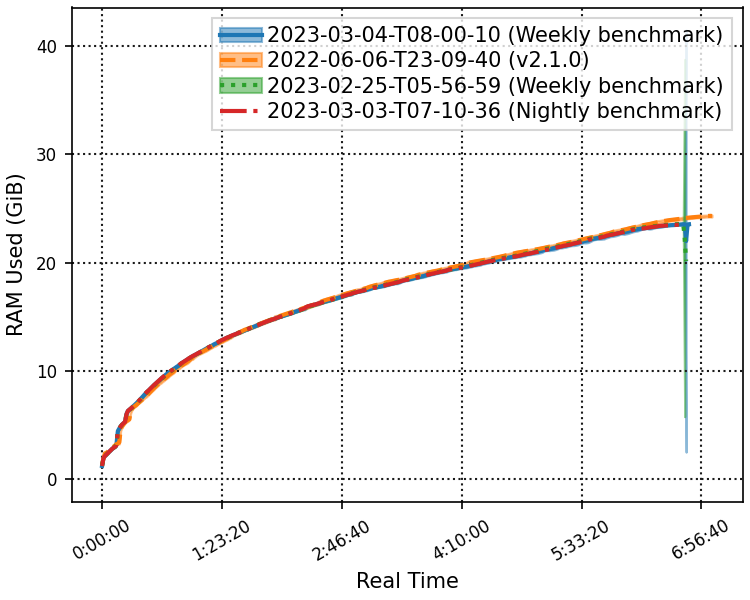 40
30
20
10
0
RAM Used (GiB)
2023-03-04-T08-00-10 (Weekly benchmark)
2022-06-06-T23-09-40 (v2.1.0)
2023-02-25-T05-56-59 (Weekly benchmark)
2023-03-03-T07-10-36 (Nightly benchmark)
0:00:00
1:23:20
2:46:40
4:10:00
5:33:20
6:56:40
Real Time